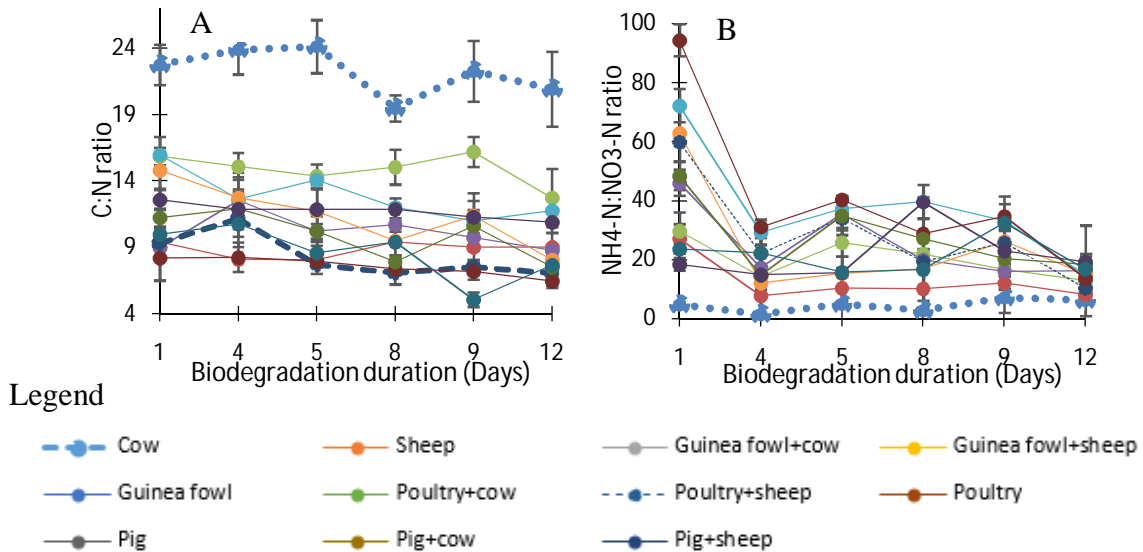 A
C:N ratio
24
19
14
9
4
1 4 5 8 9 12
Biodegradation duration (Days)
B
NH4-N:NO3-N ratio
100
80
60
40
20
0
1 4 5 8 9 12
Biodegradation duration (Days)
Legend
Cow Sheep Guinea fowl+cow Guinea fowl+sheep
Guinea fowl Poultry+cow Poultry+sheep Poultry
Pig Pig+cow Pig+sheep